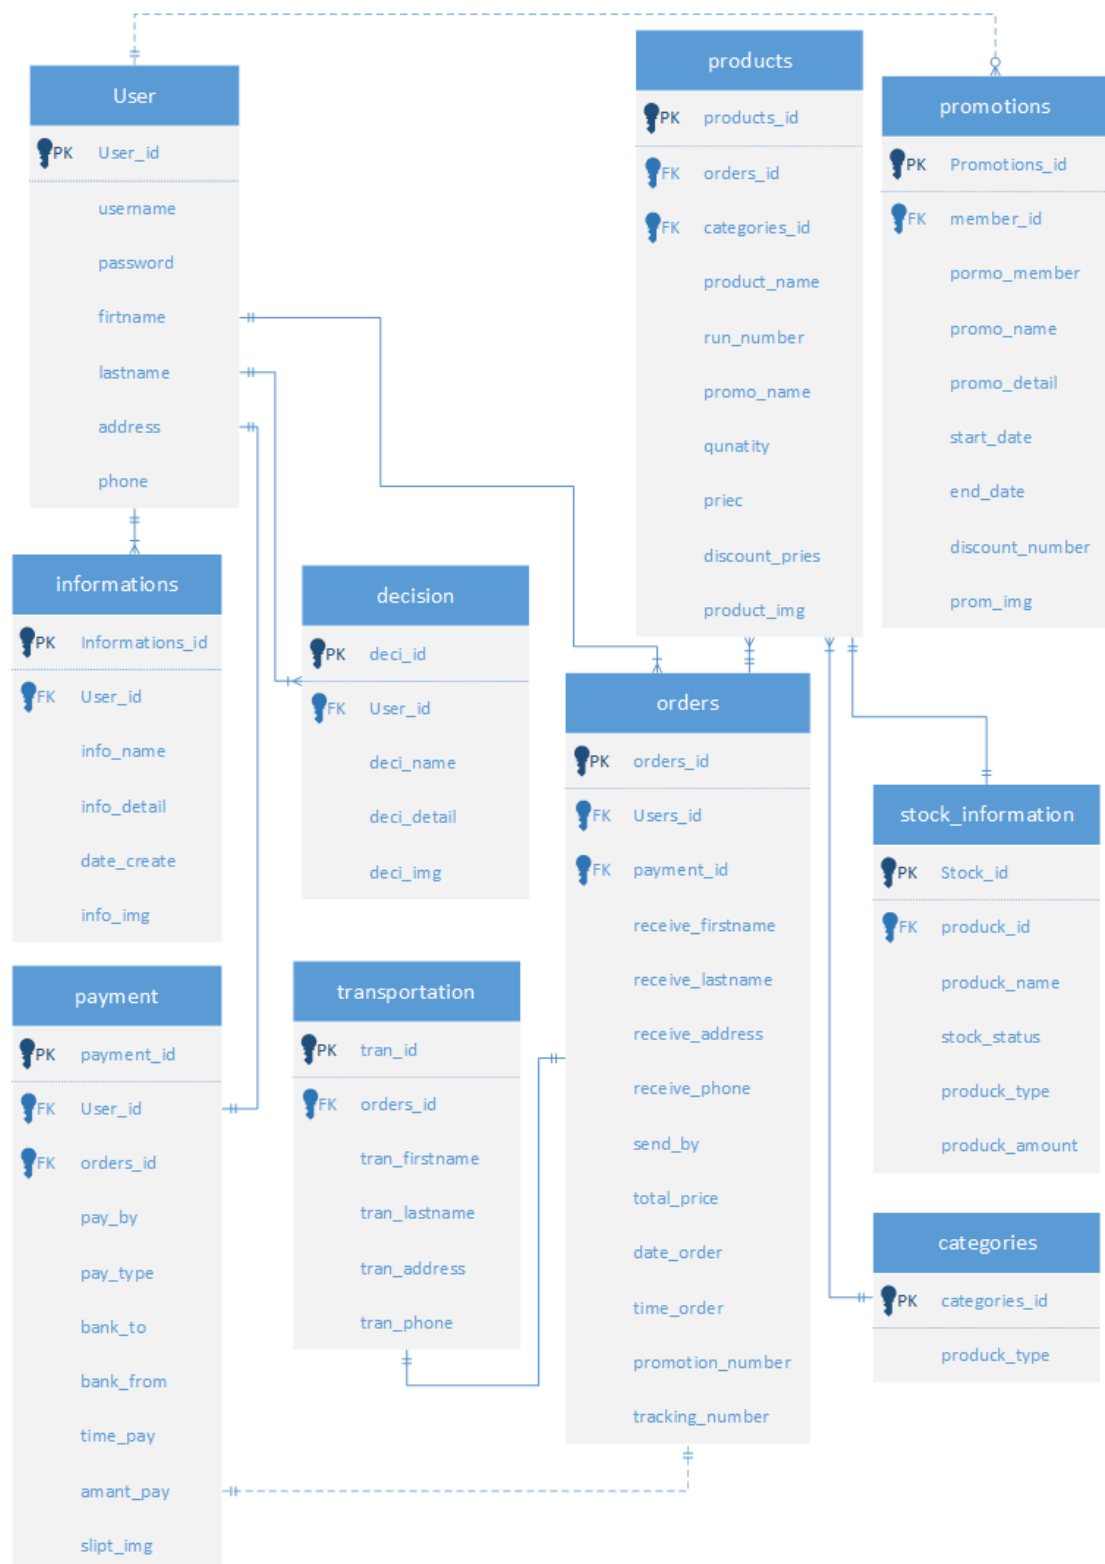 User
PK User_id
username
password
firtname
lastname
address
phone
products
PK products_id
FK orders_id
FK categories_id
product_name
run_number
promo_name
qunatity
priec
discount_pries
product_img
promotions
PK Promotions_id
FK member_id
pormo_member
promo_name
promo_detail
start_date
end_date
discount_number
prom_img
informations
PK Informations_id
FK User_id
info_name
info_detail
date_create
info_img
decision
PK deci_id
FK User_id
deci_name
deci_detail
deci_img
orders
PK orders_id
FK Users_id
FK payment_id
receive_firstname
receive_lastname
receive_address
receive_phone
send_by
total_price
date_order
time_order
promotion_number
tracking_number
stock_information
PK Stock_id
FK produck_id
produck_name
stock_status
produck_type
produck_amount
payment
PK payment_id
FK User_id
FK orders_id
pay_by
pay_type
bank_to
bank_from
time_pay
amant_pay
slipt_img
transportation
PK tran_id
FK orders_id
tran_firstname
tran_lastname
tran_address
tran_phone
categories
PK categories_id
produck_type